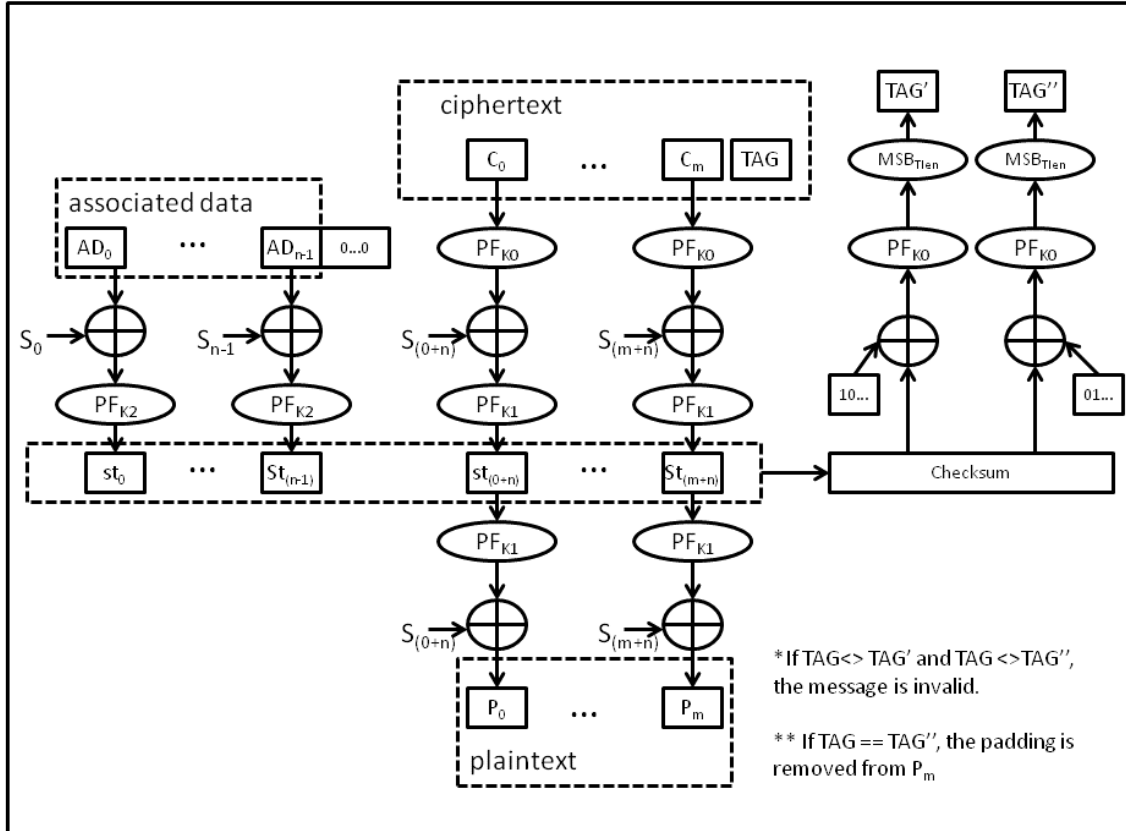 TAG' TAG''
ciphertext
MSB_Tlen MSB_Tlen
C_0 ... C_m TAG
associated data
AD_0 ... AD_n-1 0...0
PF_K0 PF_K0 PF_K0 PF_K0
S_0 S_n-1 S_(0+n) S_(m+n)
10... 01...
PF_K2 PF_K2 PF_K1 PF_K1
st_0 ... St_(n-1) st_(0+n) ... St_(m+n) Checksum
PF_K1 PF_K1
S_(0+n) S_(m+n)
P_0 ... P_m
plaintext
*If TAG<> TAG' and TAG <>TAG'',
the message is invalid.
** If TAG == TAG'', the padding is
removed from P_m